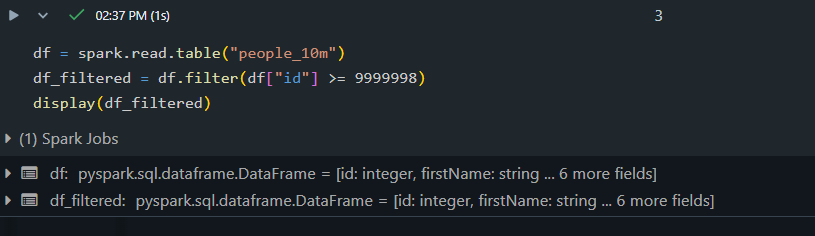 02:37 PM (1s) 3
df = spark.read.table("people_10m")
df_filtered = df.filter(df["id"] >= 9999998)
display(df_filtered)
(1) Spark Jobs
df: pyspark.sql.dataframe.DataFrame = [id: integer, firstName: string ... 6 more fields]
df_filtered: pyspark.sql.dataframe.DataFrame = [id: integer, firstName: string ... 6 more fields]